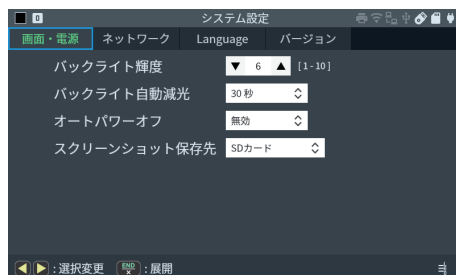 0 システム設定
画面・電源 ネットワーク Language バージョン
バックライト輝度 ▼ 6 ▲ [1-10]
バックライト自動減光 30秒
オートパワーオフ 無効
スクリーンショット保存先 SDカード
◀▶:選択変更 END×:展開